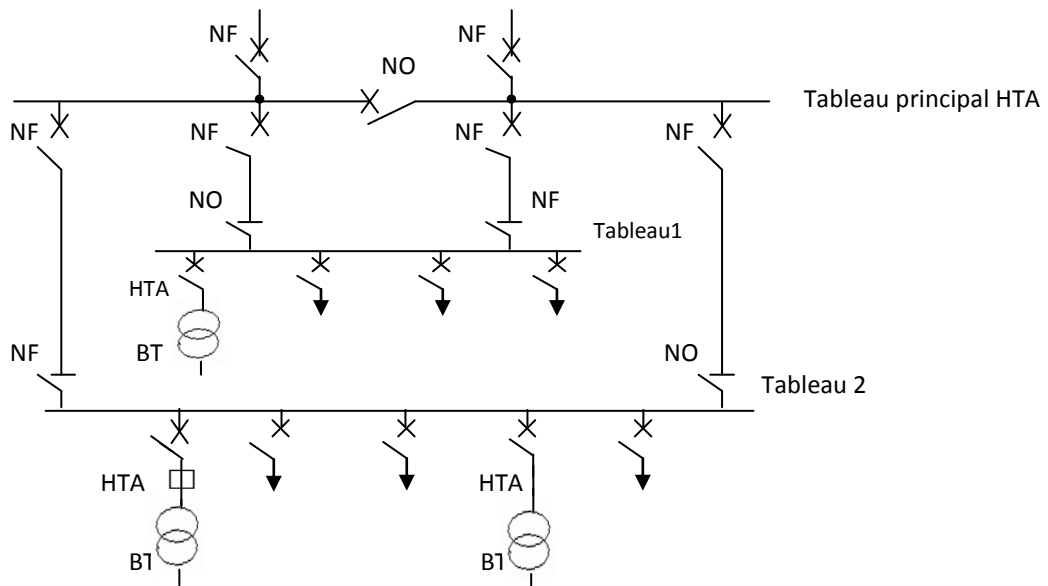 NF
NF
NO
Tableau principal HTA
NF
NF
NF
NF
NO
NF
Tableau1
HTA
BT
NF
NO
Tableau 2
HTA
HTA
BT
BT